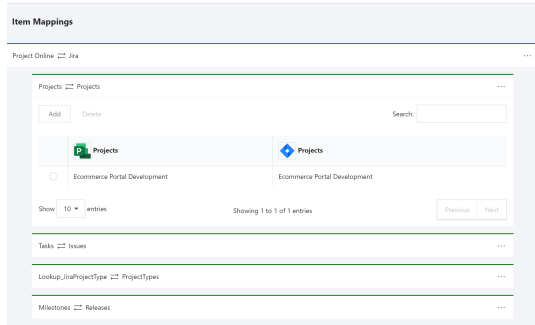 Item Mappings
Project Online ⇄ Jira ...
Projects ⇄ Projects ...
Add Delete Search:
Projects Projects
Ecommerce Portal Development Ecommerce Portal Development
Show 10 entries Showing 1 to 1 of 1 entries Previous Next
Tasks ⇄ Issues ...
Lookup_JiraProjectType ⇄ ProjectTypes ...
Milestones ⇄ Releases ...